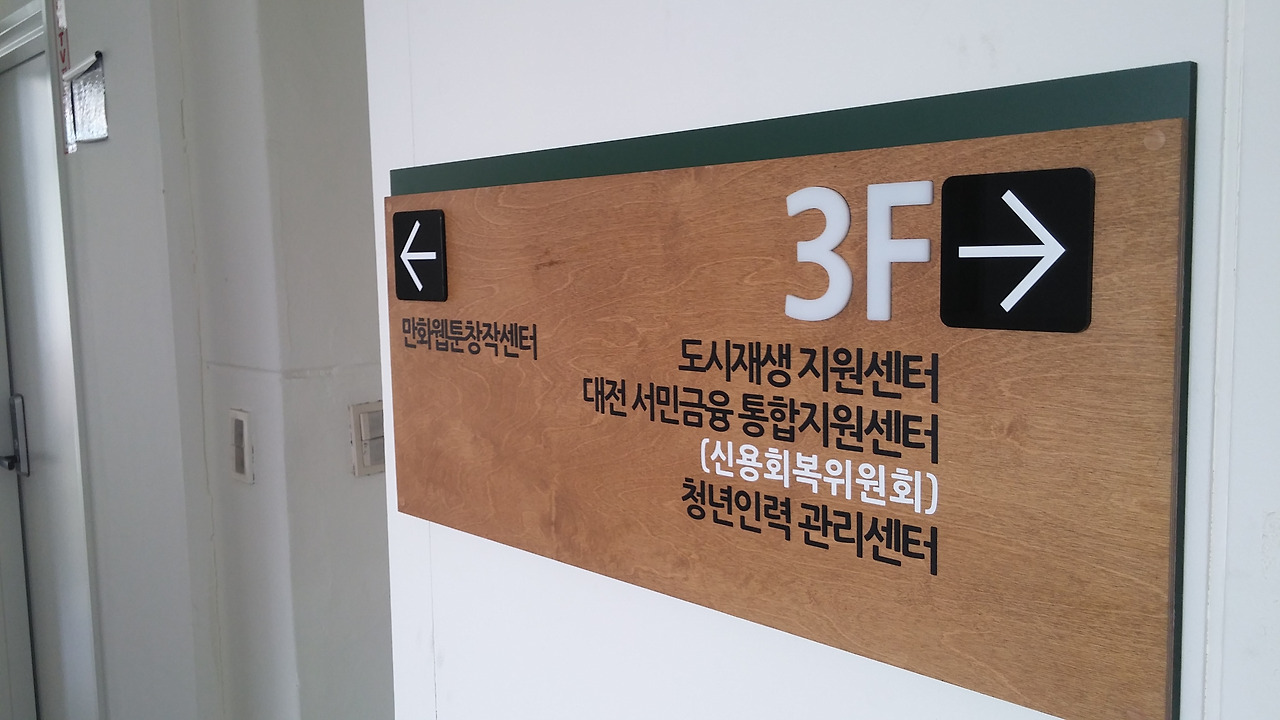 만화웹툰창작센터
3F
도시재생 지원센터
대전 서민금융 통합지원센터
(신용회복위원회)
청년인력 관리센터